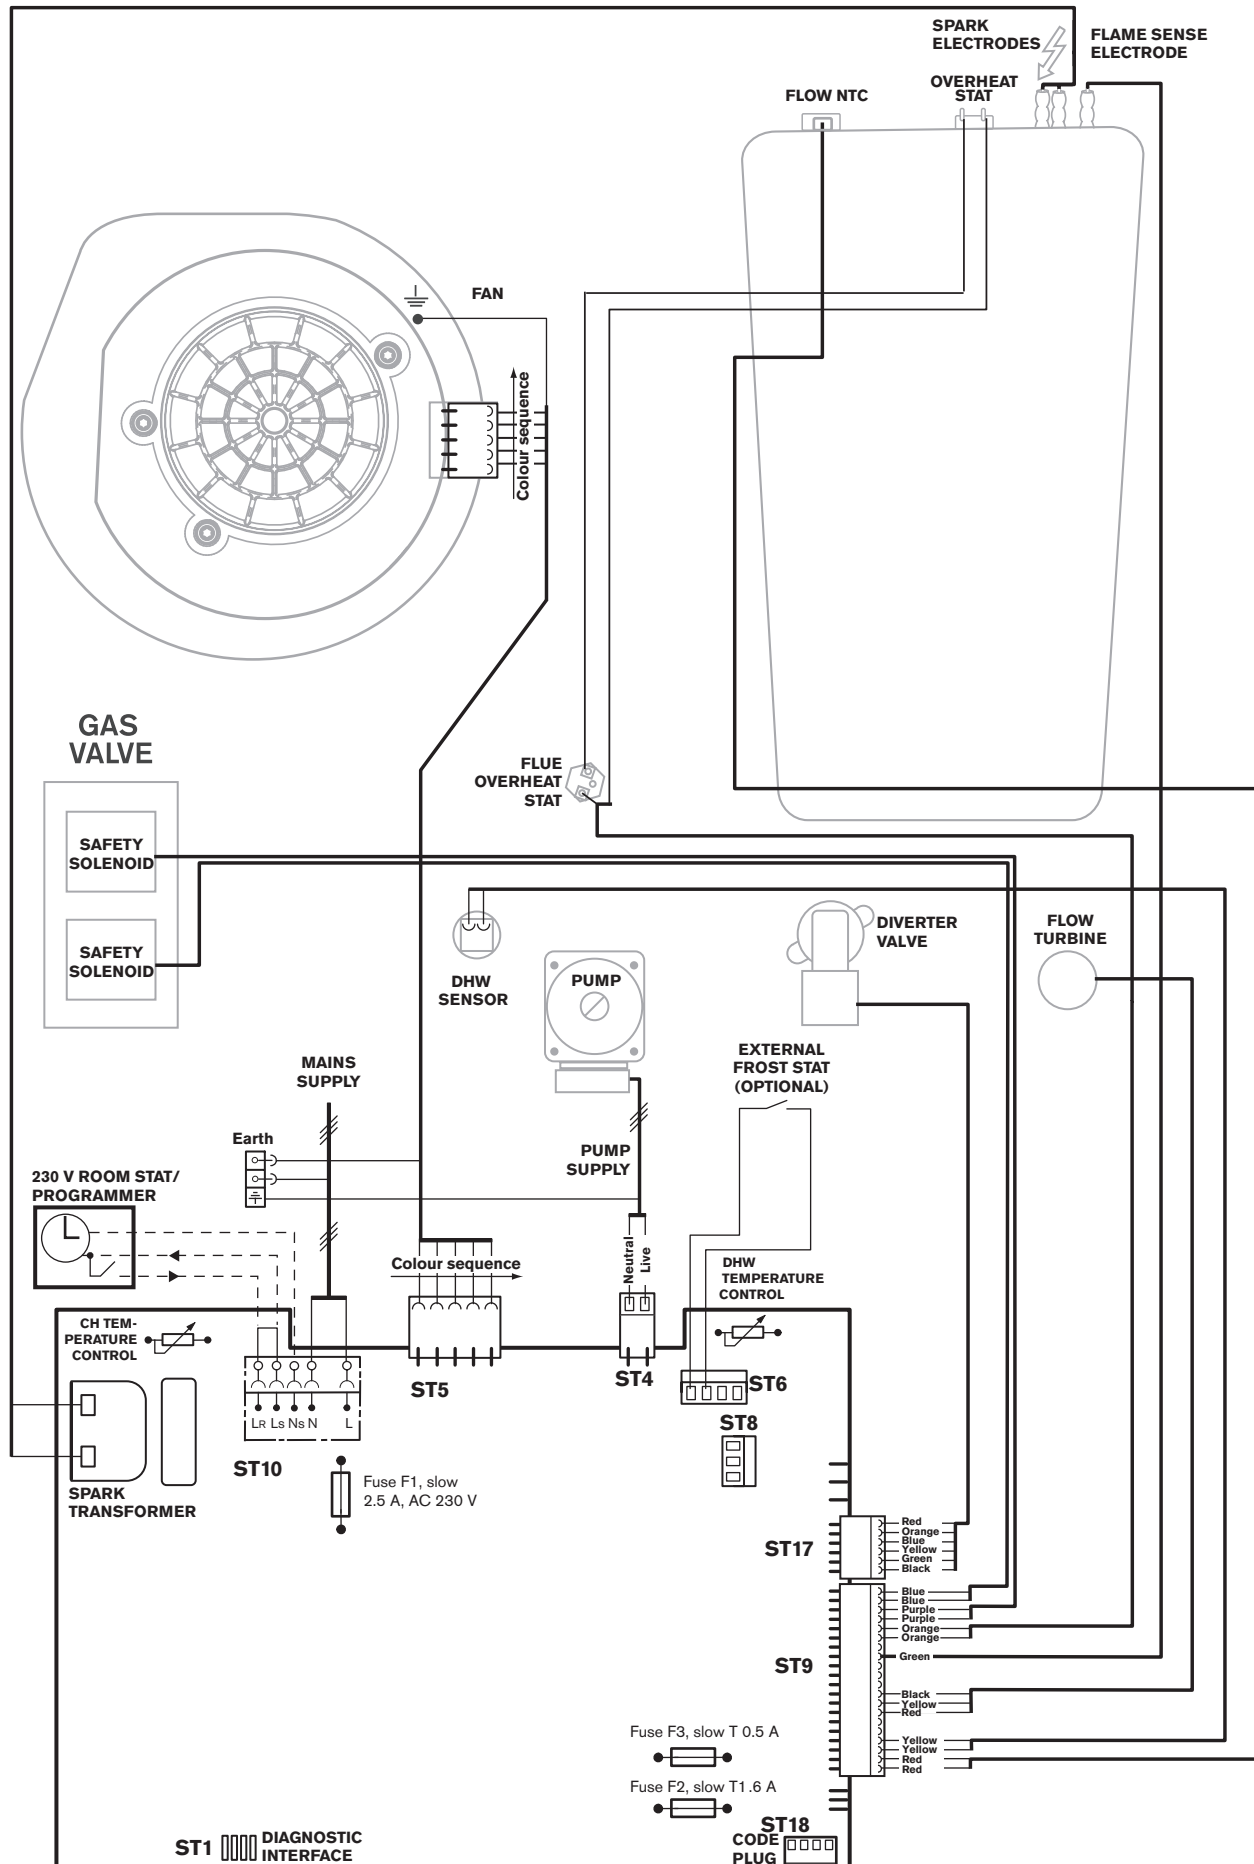 SPARK
ELECTRODES
FLAME SENSE
ELECTRODE
OVERHEAT
STAT
FLOW NTC
FAN
Colour sequence
GAS
VALVE
SAFETY
SOLENOID
SAFETY
SOLENOID
FLUE
OVERHEAT
STAT
DHW
SENSOR
PUMP
DIVERTER
VALVE
FLOW
TURBINE
MAINS
SUPPLY
EXTERNAL
FROST STAT
(OPTIONAL)
Earth
PUMP
SUPPLY
230 V ROOM STAT/
PROGRAMMER
Colour sequence
Neutral
Live
DHW
TEMPERATURE
CONTROL
CH TEM-
PERATURE
CONTROL
ST5
ST4
ST6
LR LS NS N L
ST8
ST10
SPARK
TRANSFORMER
Fuse F1, slow
2.5 A, AC 230 V
ST17
Red
Orange
Blue
Yellow
Green
Black
ST9
Blue
Blue
Purple
Purple
Orange
Orange
Green
Black
Yellow
Red
Yellow
Yellow
Red
Red
Fuse F3, slow T 0.5 A
Fuse F2, slow T1.6 A
ST18
CODE
PLUG
ST1
DIAGNOSTIC
INTERFACE